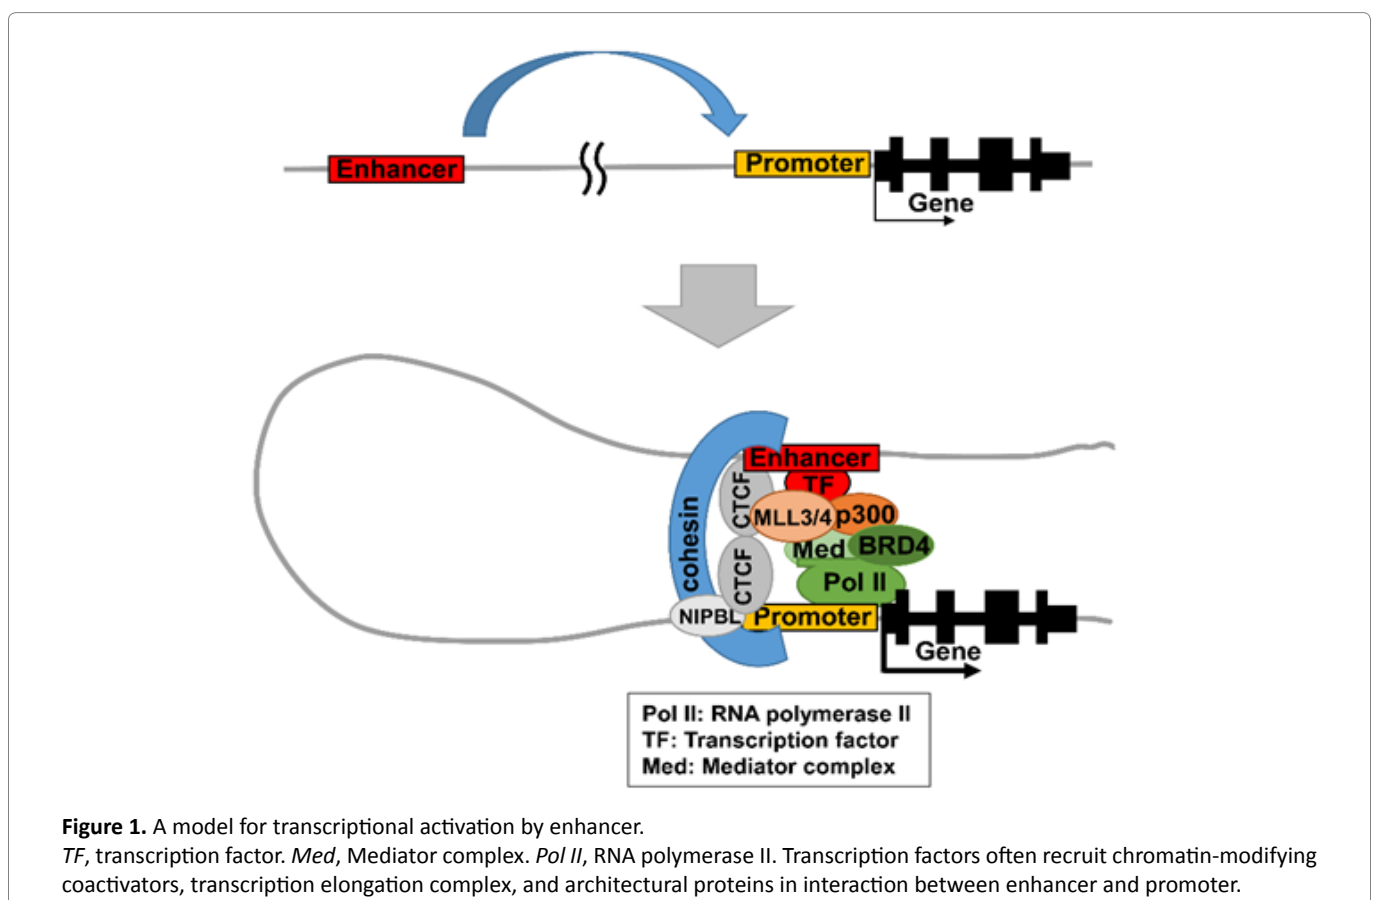 Enhancer
Promoter
Gene
Enhancer
TF
CTCF
MLL3/4
p300
cohesin
Med
BRD4
CTCF
Pol II
NIPBL
Promoter
Gene
Pol II: RNA polymerase II
TF: Transcription factor
Med: Mediator complex
Figure 1. A model for transcriptional activation by enhancer.
TF, transcription factor. Med, Mediator complex. Pol II, RNA polymerase II. Transcription factors often recruit chromatin-modifying
coactivators, transcription elongation complex, and architectural proteins in interaction between enhancer and promoter.